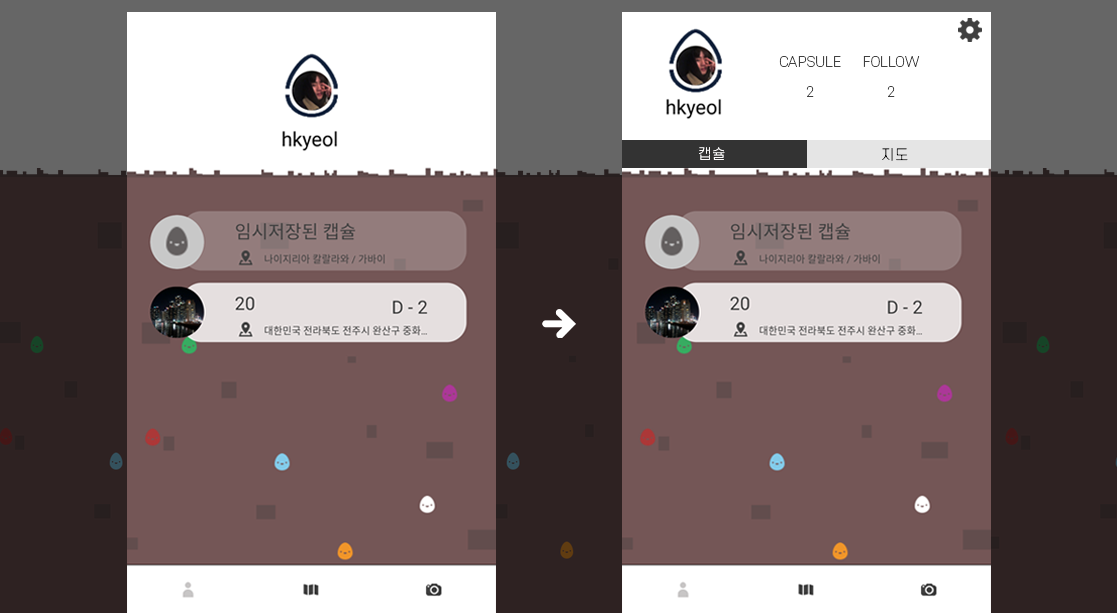 hkyeol
임시저장된 캡슐
나이지리아 칼랄라와 / 가바이
20
D - 2
대한민국 전라북도 전주시 완산구 중화...
CAPSULE
FOLLOW
2
2
hkyeol
캡슐
지도
임시저장된 캡슐
나이지리아 칼랄라와 / 가바이
20
D - 2
대한민국 전라북도 전주시 완산구 중화...